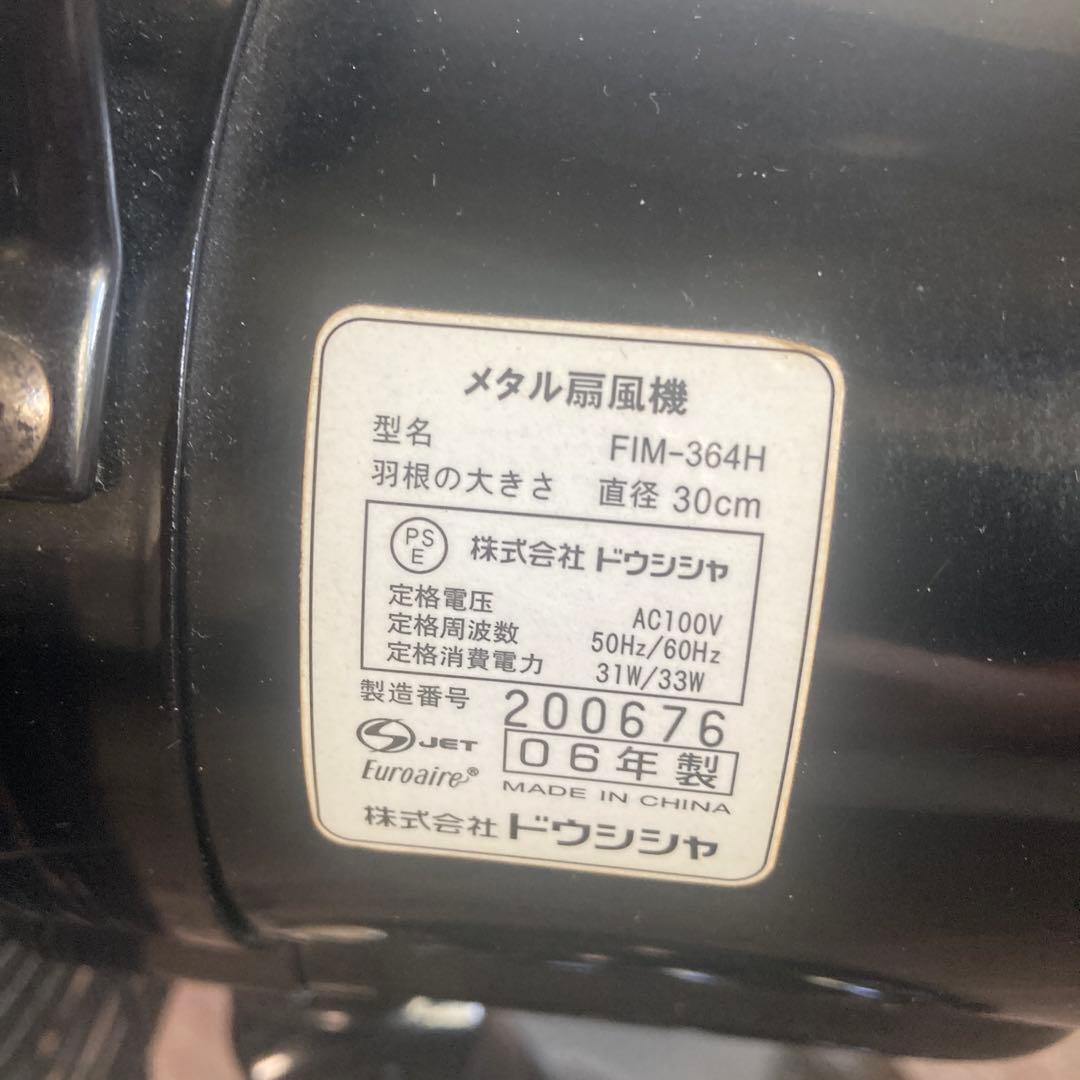 メタル扇風機
型名 FIM-364H
羽根の大きさ 直径 30cm
PSE 株式会社 ドウシシャ
定格電圧 AC100V
定格周波数 50Hz/60Hz
定格消費電力 31W/33W
製造番号 200676
JET 06年製
Euroaire® MADE IN CHINA
株式会社 ドウシシャ